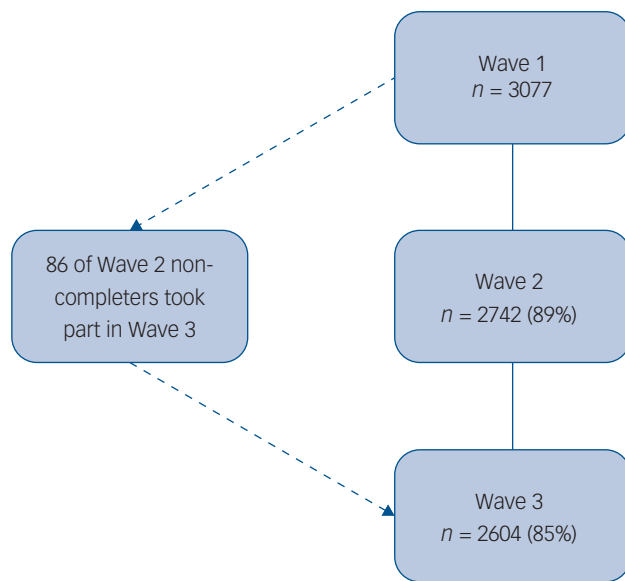 Wave 1
n = 3077
86 of Wave 2 non-
completers took
part in Wave 3
Wave 2
n = 2742 (89%)
Wave 3
n = 2604 (85%)